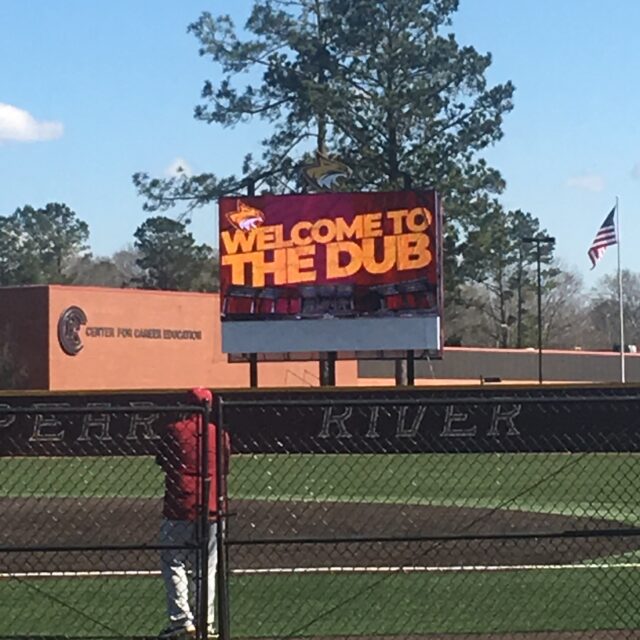 WELCOME TO
THE DUB
CENTER FOR CAREER EDUCATION
PEARL RIVER